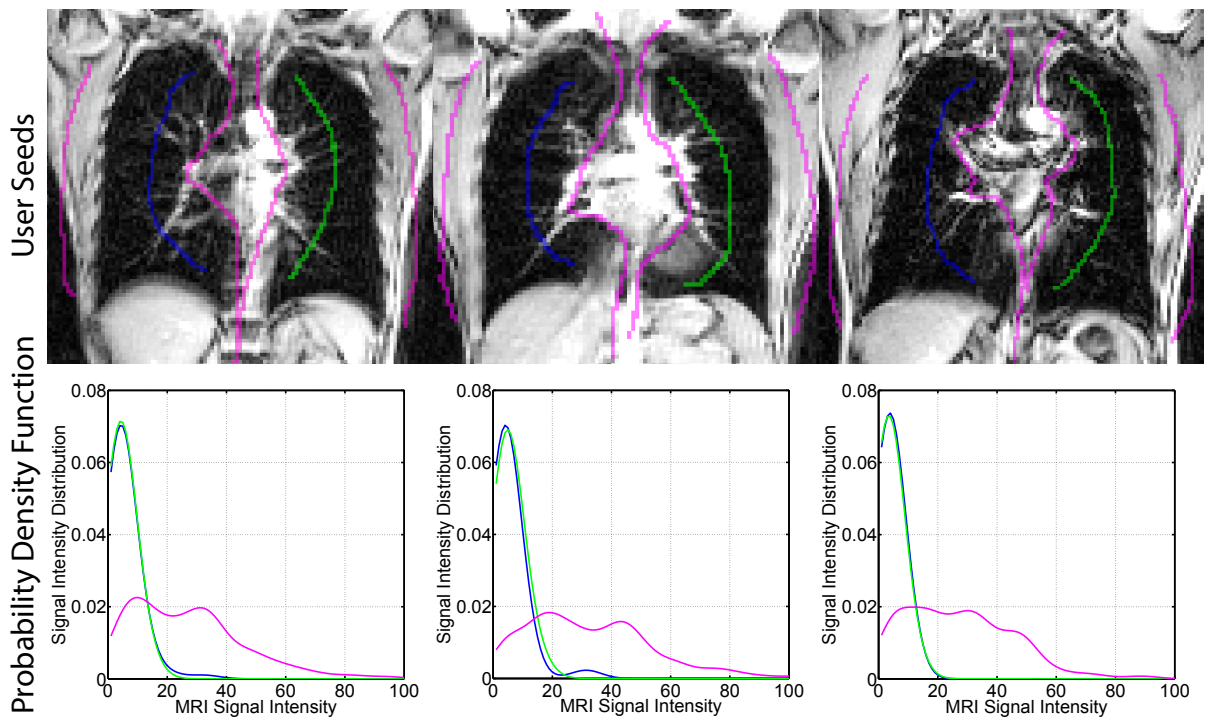 User Seeds
Probability Density Function
Signal Intensity Distribution
0.08
0.06
0.04
0.02
0
0 20 40 60 80 100
MRI Signal Intensity
Signal Intensity Distribution
0.08
0.06
0.04
0.02
0
0 20 40 60 80 100
MRI Signal Intensity
Signal Intensity Distribution
0.08
0.06
0.04
0.02
0
0 20 40 60 80 100
MRI Signal Intensity